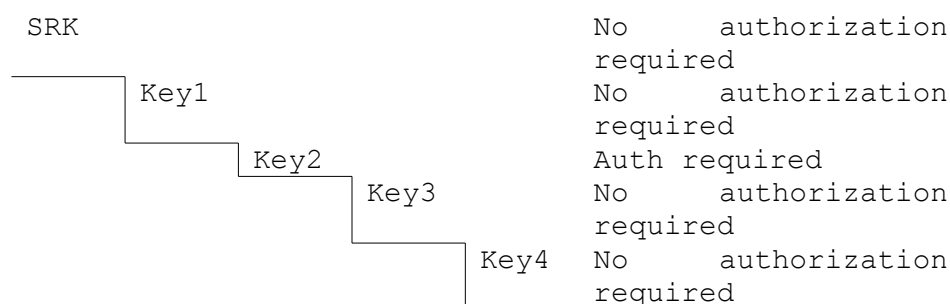 SRK No authorization
required
Key1 No authorization
required
Key2 Auth required
Key3 No authorization
required
Key4 No authorization
required